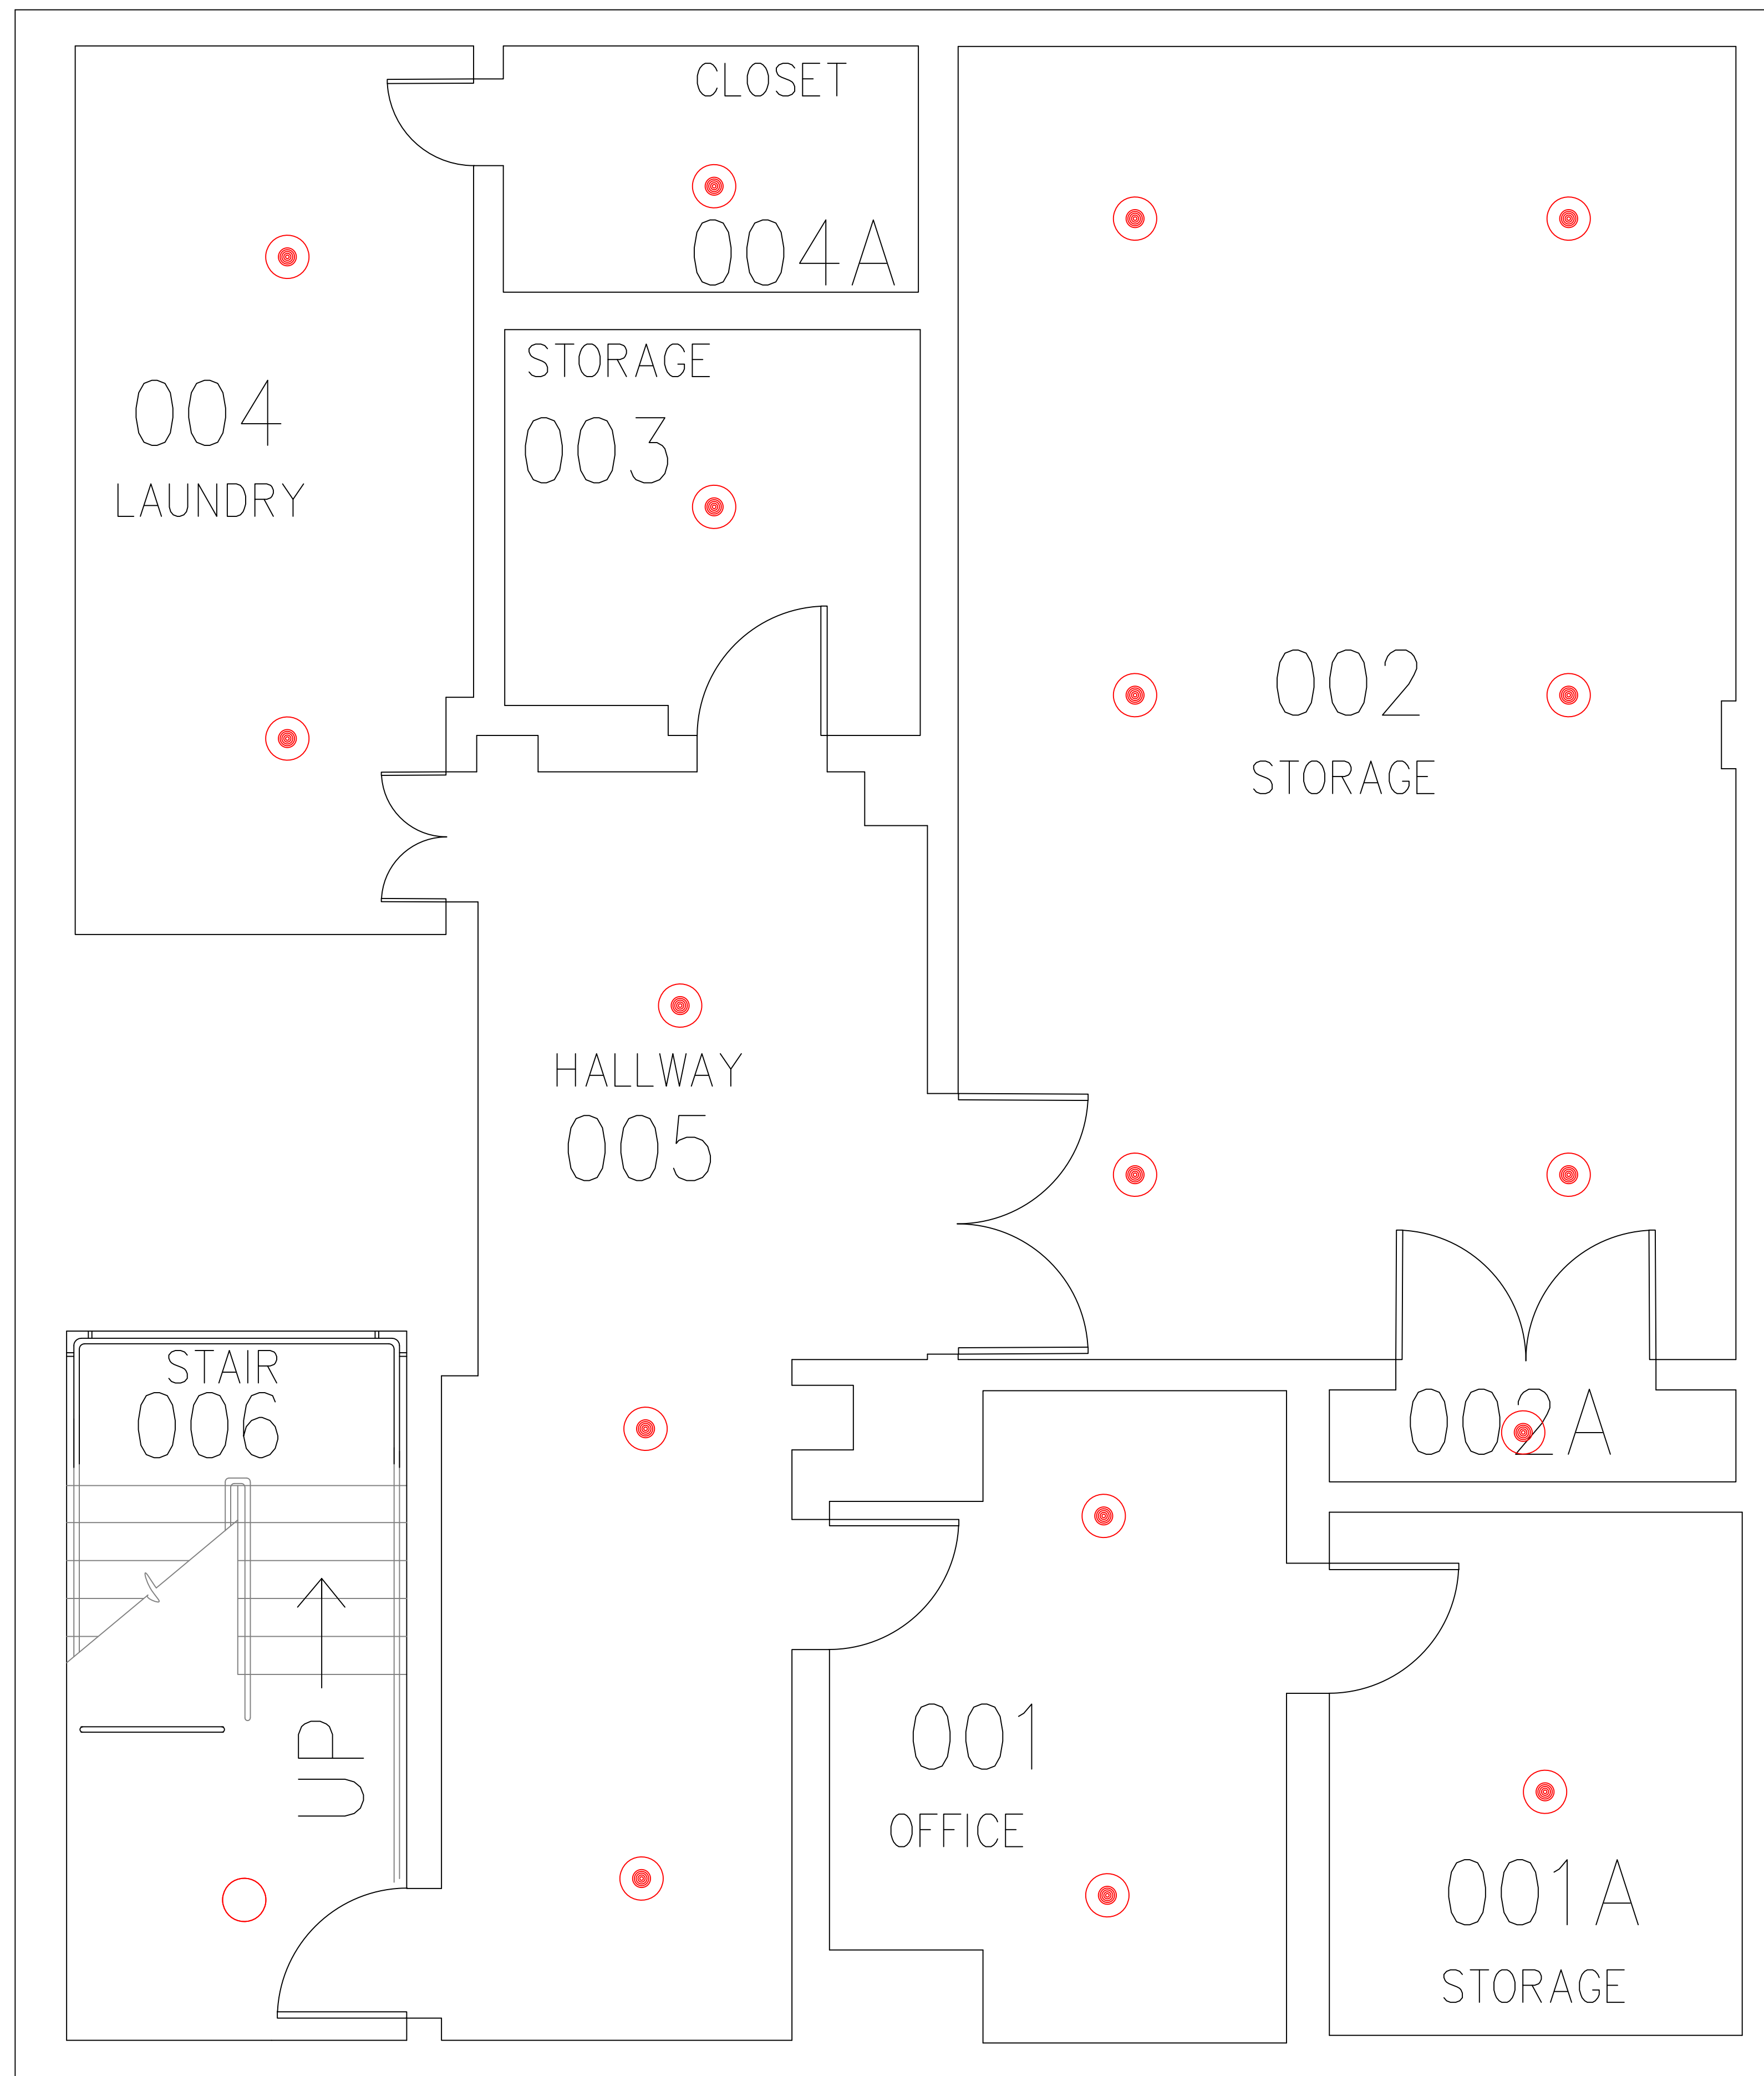 CLOSET
004A
STORAGE
003
004
LAUNDRY
002
STORAGE
HALLWAY
005
STAIR
006
002A
UP
001
OFFICE
001A
STORAGE